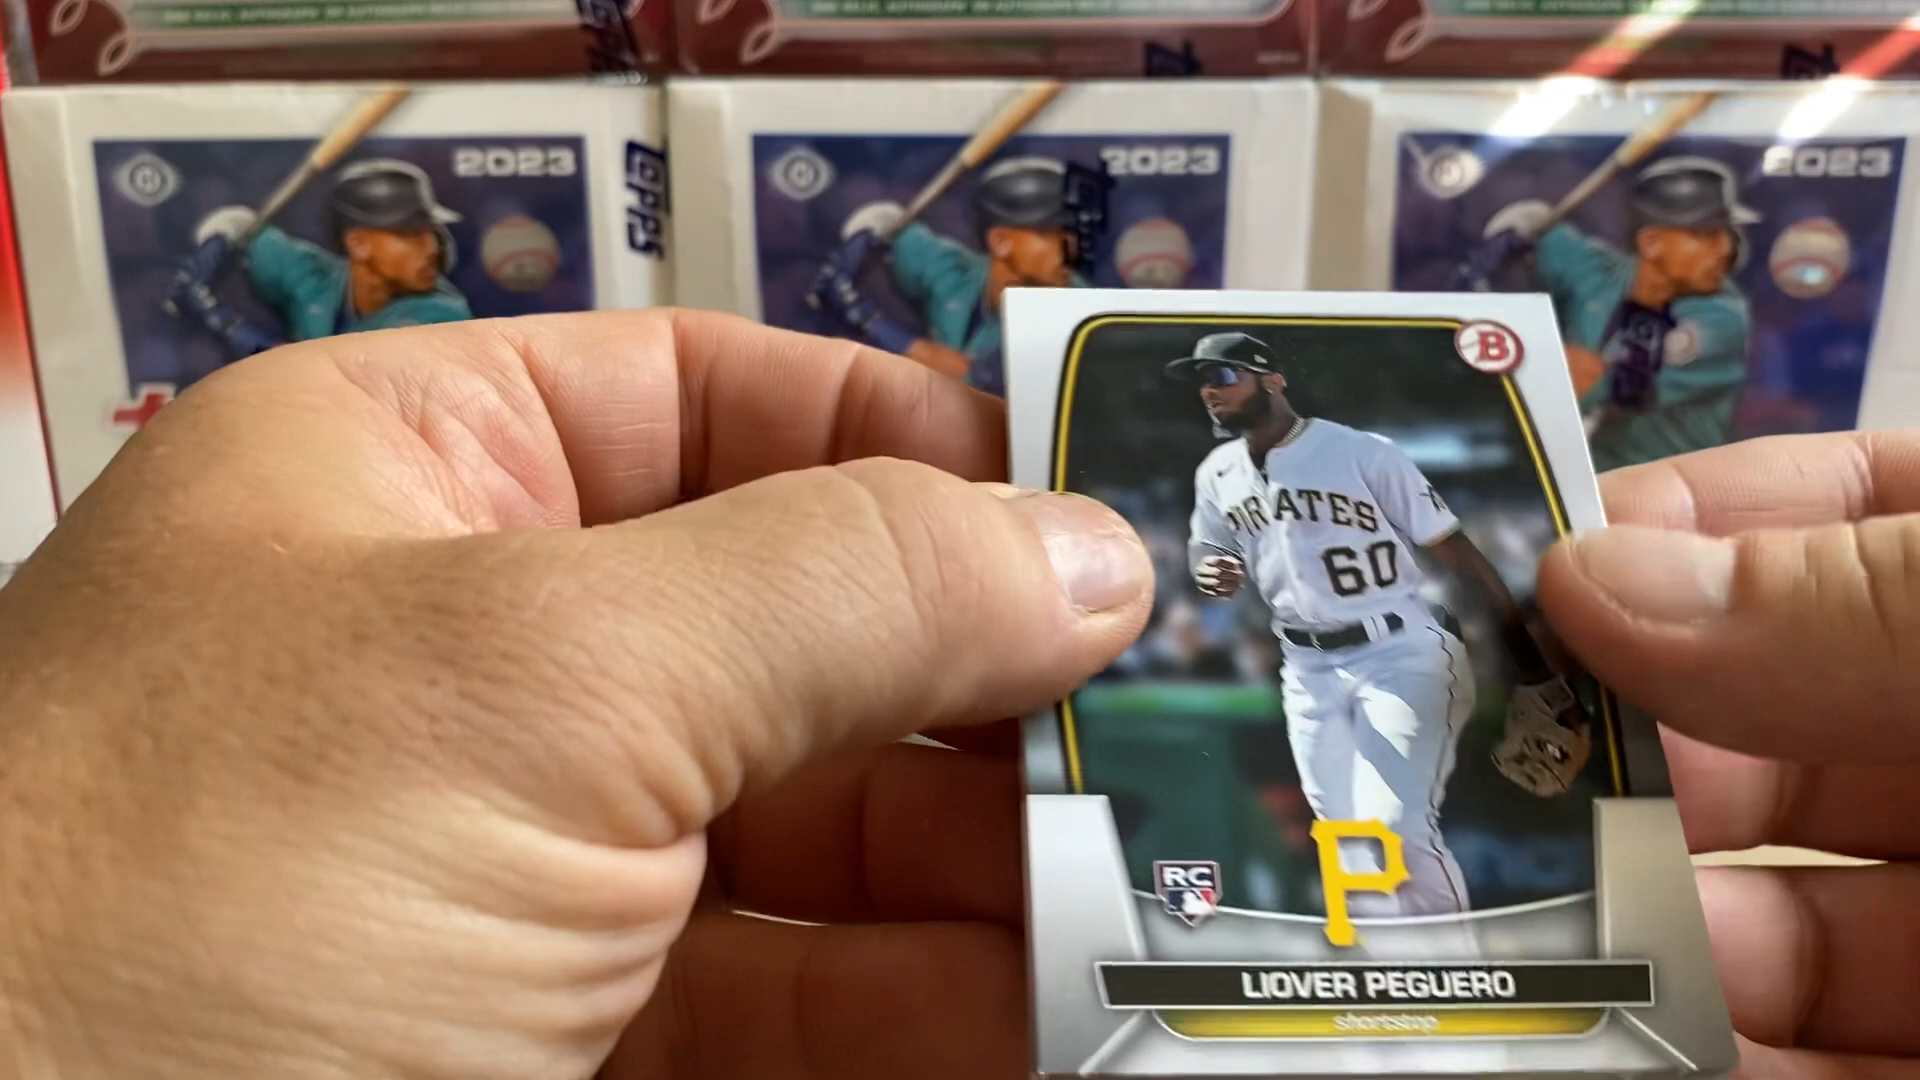 2023
2023
2023
TOPPS
B
PIRATES
60
RC
P
LIOVER PEGUERO
shortstop